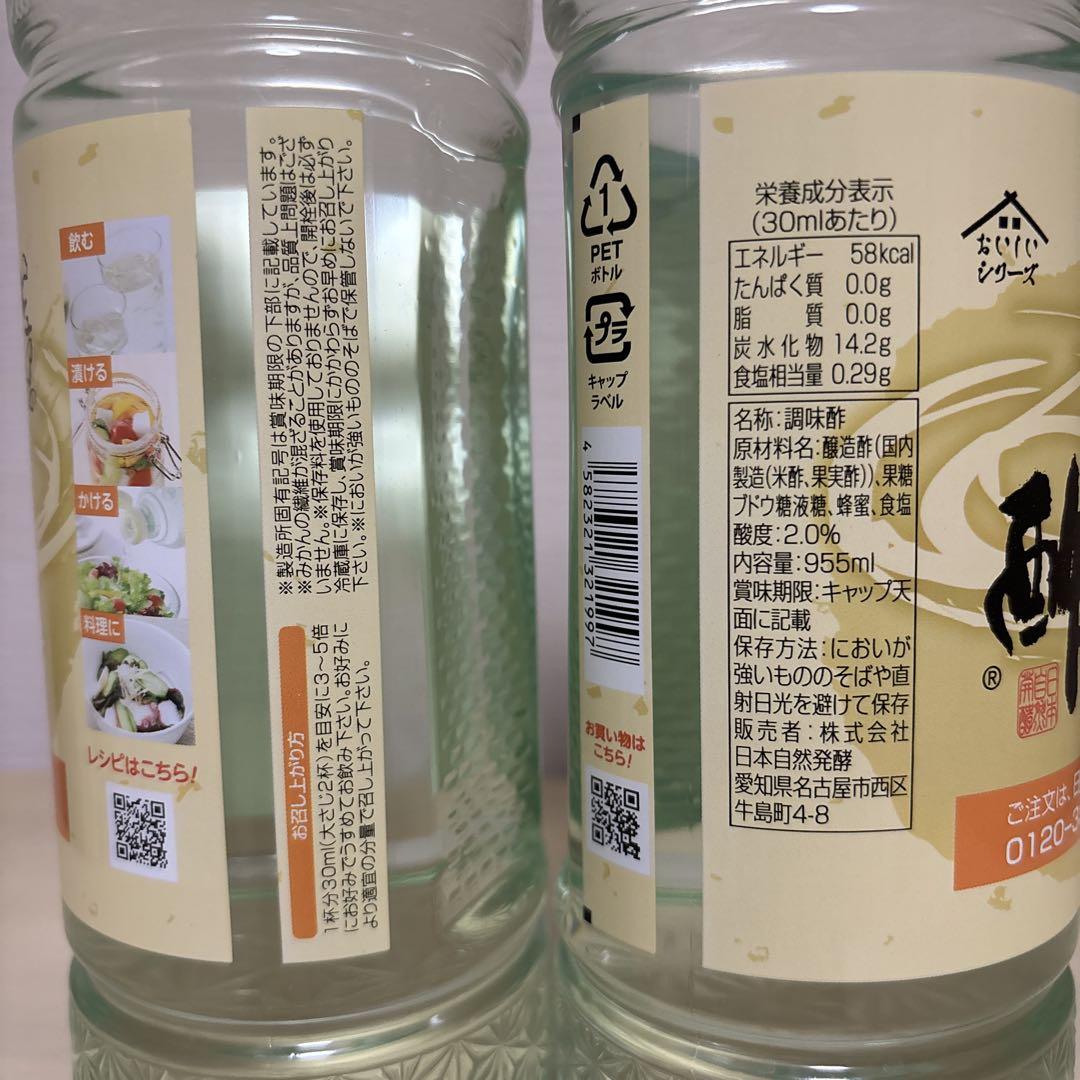 飲む
漬ける
かける
料理に
レシピはこちら!
※製造所固有記号は賞味期限の下部に記載しています。
※みかんの繊維が混ざることがありますが、品質上問題はござ
いません。※保存料を使用しておりませんので、開栓後は必ず
冷蔵庫に保存し、賞味期限にかかわらずお早めにお召し上がり
下さい。※においが強いもののそばで保管しないで下さい。
お召し上がり方
1杯分30ml(大さじ2杯)を目安に3~5倍
にお好みでうすめてお飲み下さい。お好みに
より適宜の分量で召し上がって下さい。
1
PET
ボトル
プラ
キャップ
ラベル
4 582321 321997
お買い物は
こちら!
栄養成分表示
(30mlあたり)
エネルギー 58kcal
たんぱく質 0.0g
脂質 0.0g
炭水化物 14.2g
食塩相当量 0.29g
名称:調味酢
原材料名:醸造酢(国内
製造(米酢、果実酢))、果糖
ブドウ糖液糖、蜂蜜、食塩
酸度:2.0%
内容量:955ml
賞味期限:キャップ天
面に記載
保存方法:においが
強いもののそばや直
射日光を避けて保存
販売者:株式会社
日本自然発酵
愛知県名古屋市西区
牛島町4-8
おいしい
シリーズ
酢
®
ご注文は、
0120-3